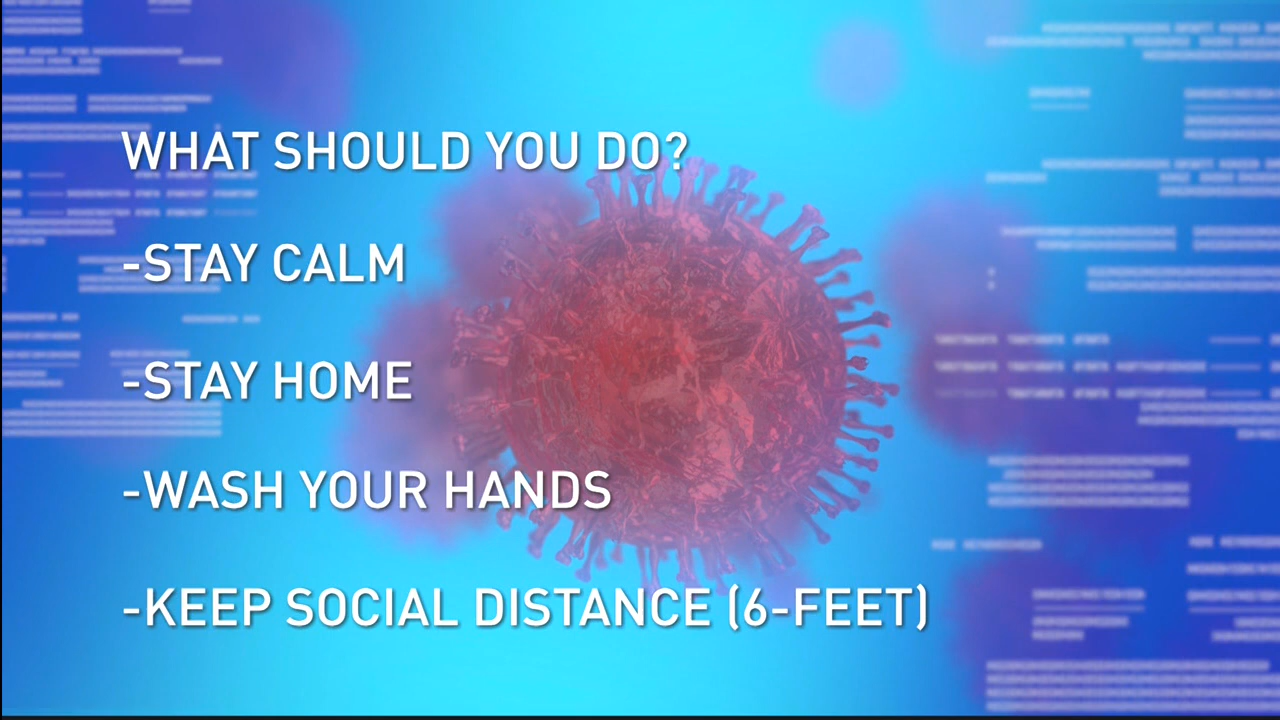 WHAT SHOULD YOU DO?
-STAY CALM
-STAY HOME
-WASH YOUR HANDS
-KEEP SOCIAL DISTANCE (6-FEET)